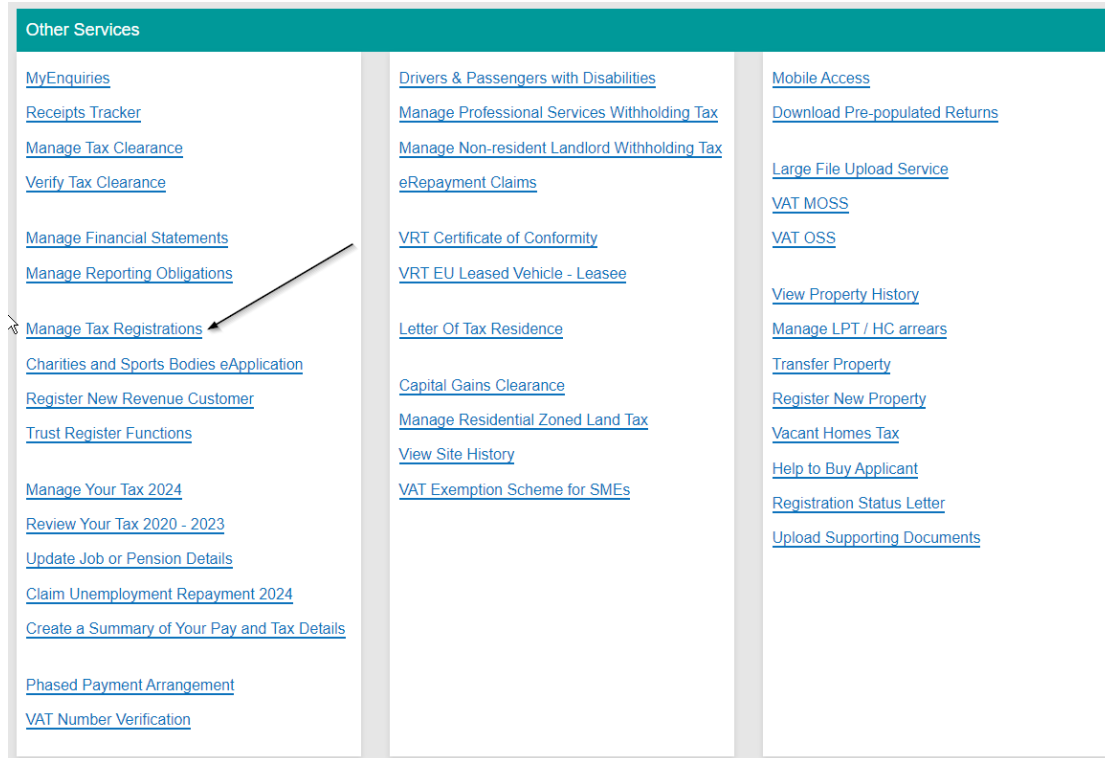 Other Services
MyEnquiries
Receipts Tracker
Manage Tax Clearance
Verify Tax Clearance
Manage Financial Statements
Manage Reporting Obligations
Manage Tax Registrations
Charities and Sports Bodies eApplication
Register New Revenue Customer
Trust Register Functions
Manage Your Tax 2024
Review Your Tax 2020 - 2023
Update Job or Pension Details
Claim Unemployment Repayment 2024
Create a Summary of Your Pay and Tax Details
Phased Payment Arrangement
VAT Number Verification
Drivers & Passengers with Disabilities
Manage Professional Services Withholding Tax
Manage Non-resident Landlord Withholding Tax
eRepayment Claims
VRT Certificate of Conformity
VRT EU Leased Vehicle - Leasee
Letter Of Tax Residence
Capital Gains Clearance
Manage Residential Zoned Land Tax
View Site History
VAT Exemption Scheme for SMEs
Mobile Access
Download Pre-populated Returns
Large File Upload Service
VAT MOSS
VAT OSS
View Property History
Manage LPT / HC arrears
Transfer Property
Register New Property
Vacant Homes Tax
Help to Buy Applicant
Registration Status Letter
Upload Supporting Documents